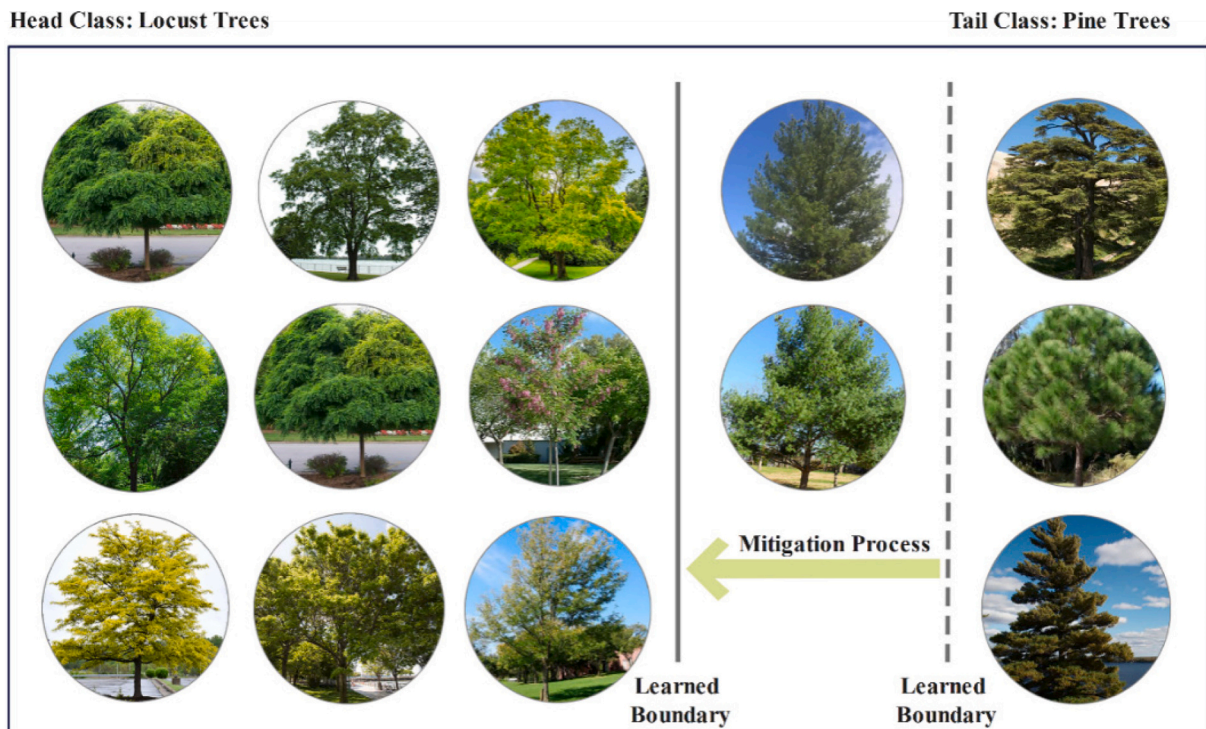 Head Class: Locust Trees
Tail Class: Pine Trees
Mitigation Process
Learned
Boundary
Learned
Boundary